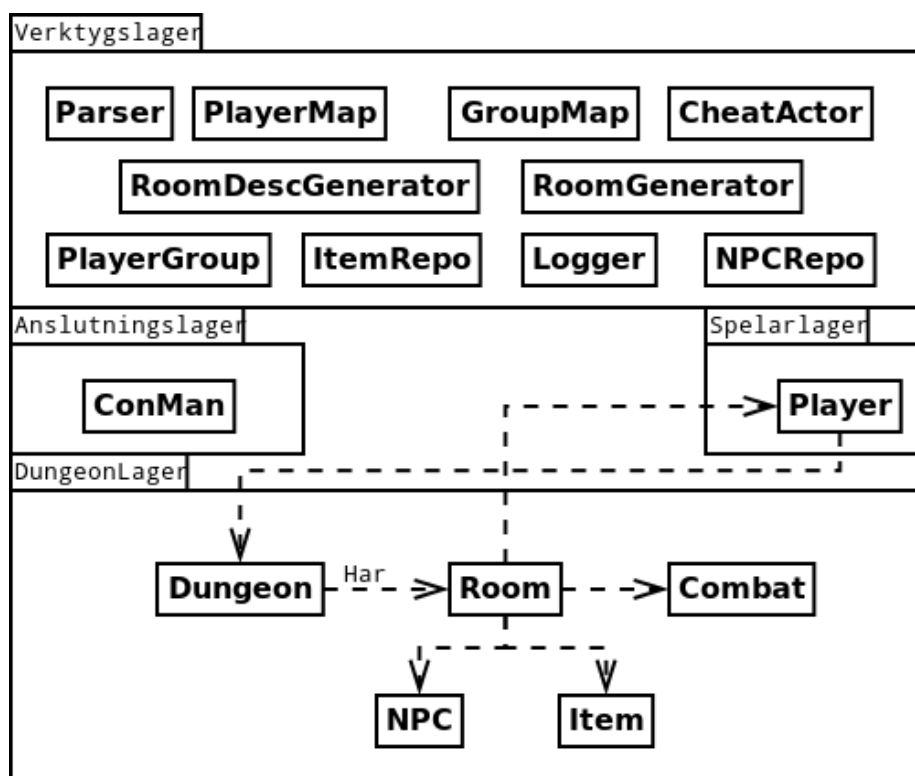 Verktygslager
Parser PlayerMap GroupMap CheatActor
RoomDescGenerator RoomGenerator
PlayerGroup ItemRepo Logger NPCRepo
Anslutningslager Spelarlager
ConMan Player
DungeonLager
Har
Dungeon Room Combat
NPC Item